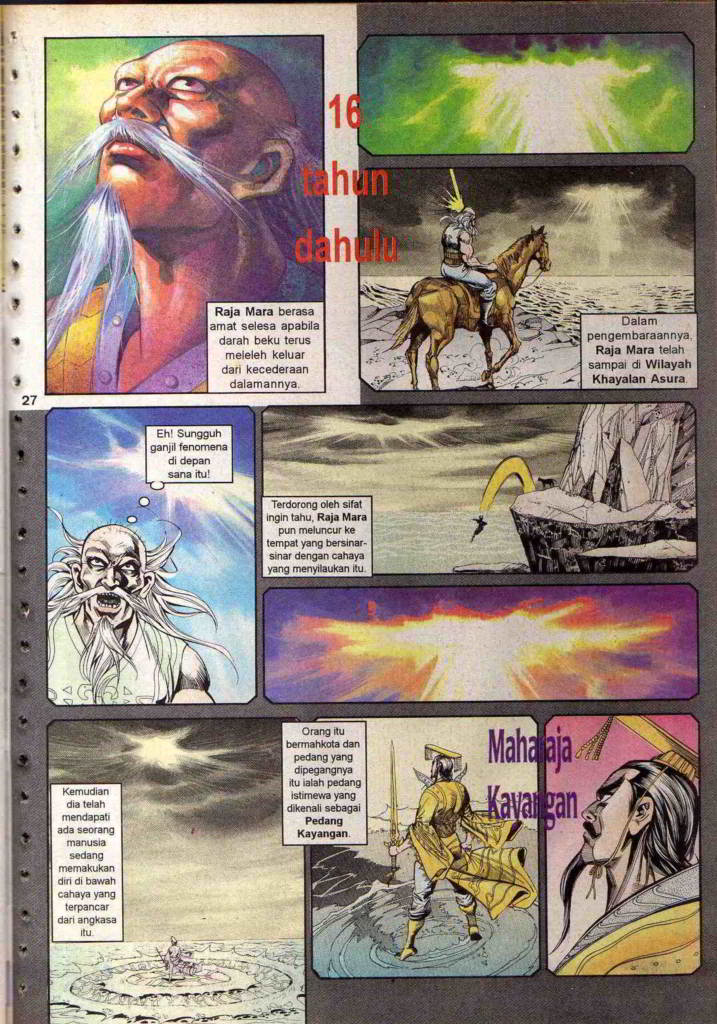 16
tahun
dahulu
Raja Mara berasa
amat selesa apabila
darah beku terus
meleleh keluar
dari kecederaan
dalamannya.
Dalam
pengembaraannya,
Raja Mara telah
sampai di Wilayah
Khayalan Asura.
27
Eh! Sungguh
ganjil fenomena
di depan
sana itu!
Terdorong oleh sifat
ingin tahu, Raja Mara
pun meluncur ke
tempat yang bersinar-
sinar dengan cahaya
yang menyilaukan itu.
Kemudian
dia telah
mendapati
ada seorang
manusia
sedang
memakukan
diri di bawah
cahaya yang
terpancar
dari angkasa
itu.
Orang itu
bermahkota dan
pedang yang
dipegangnya
itu ialah pedang
istimewa yang
dikenali sebagai
Pedang
Kayangan.
Maharaja
Kayangan